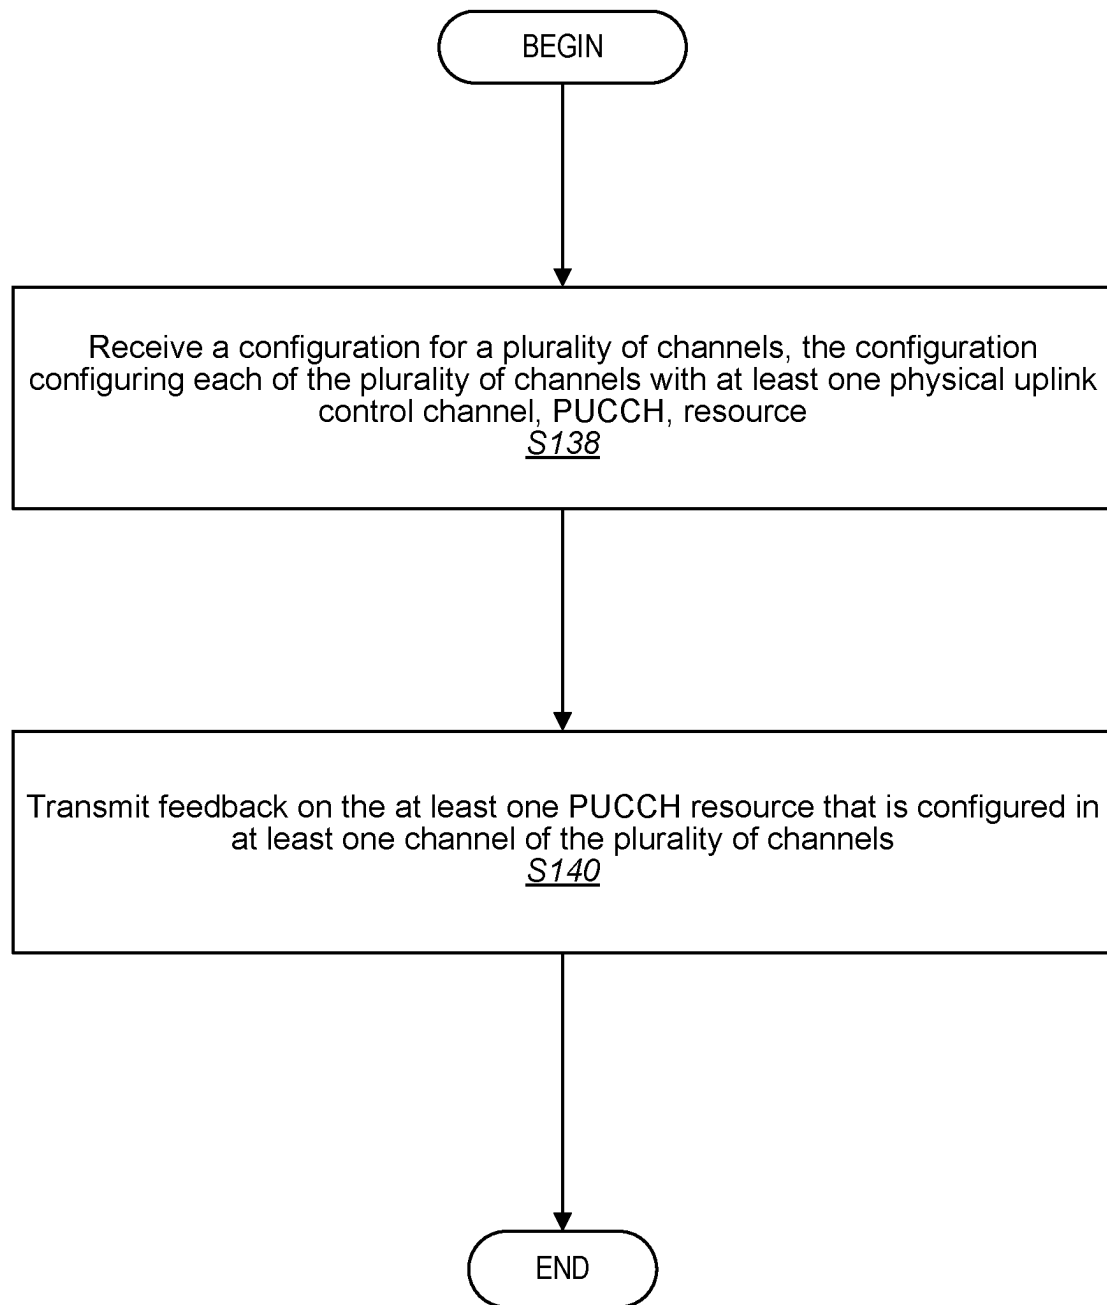 BEGIN
Receive a configuration for a plurality of channels, the configuration
configuring each of the plurality of channels with at least one physical uplink
control channel, PUCCH, resource
S138
Transmit feedback on the at least one PUCCH resource that is configured in
at least one channel of the plurality of channels
S140
END